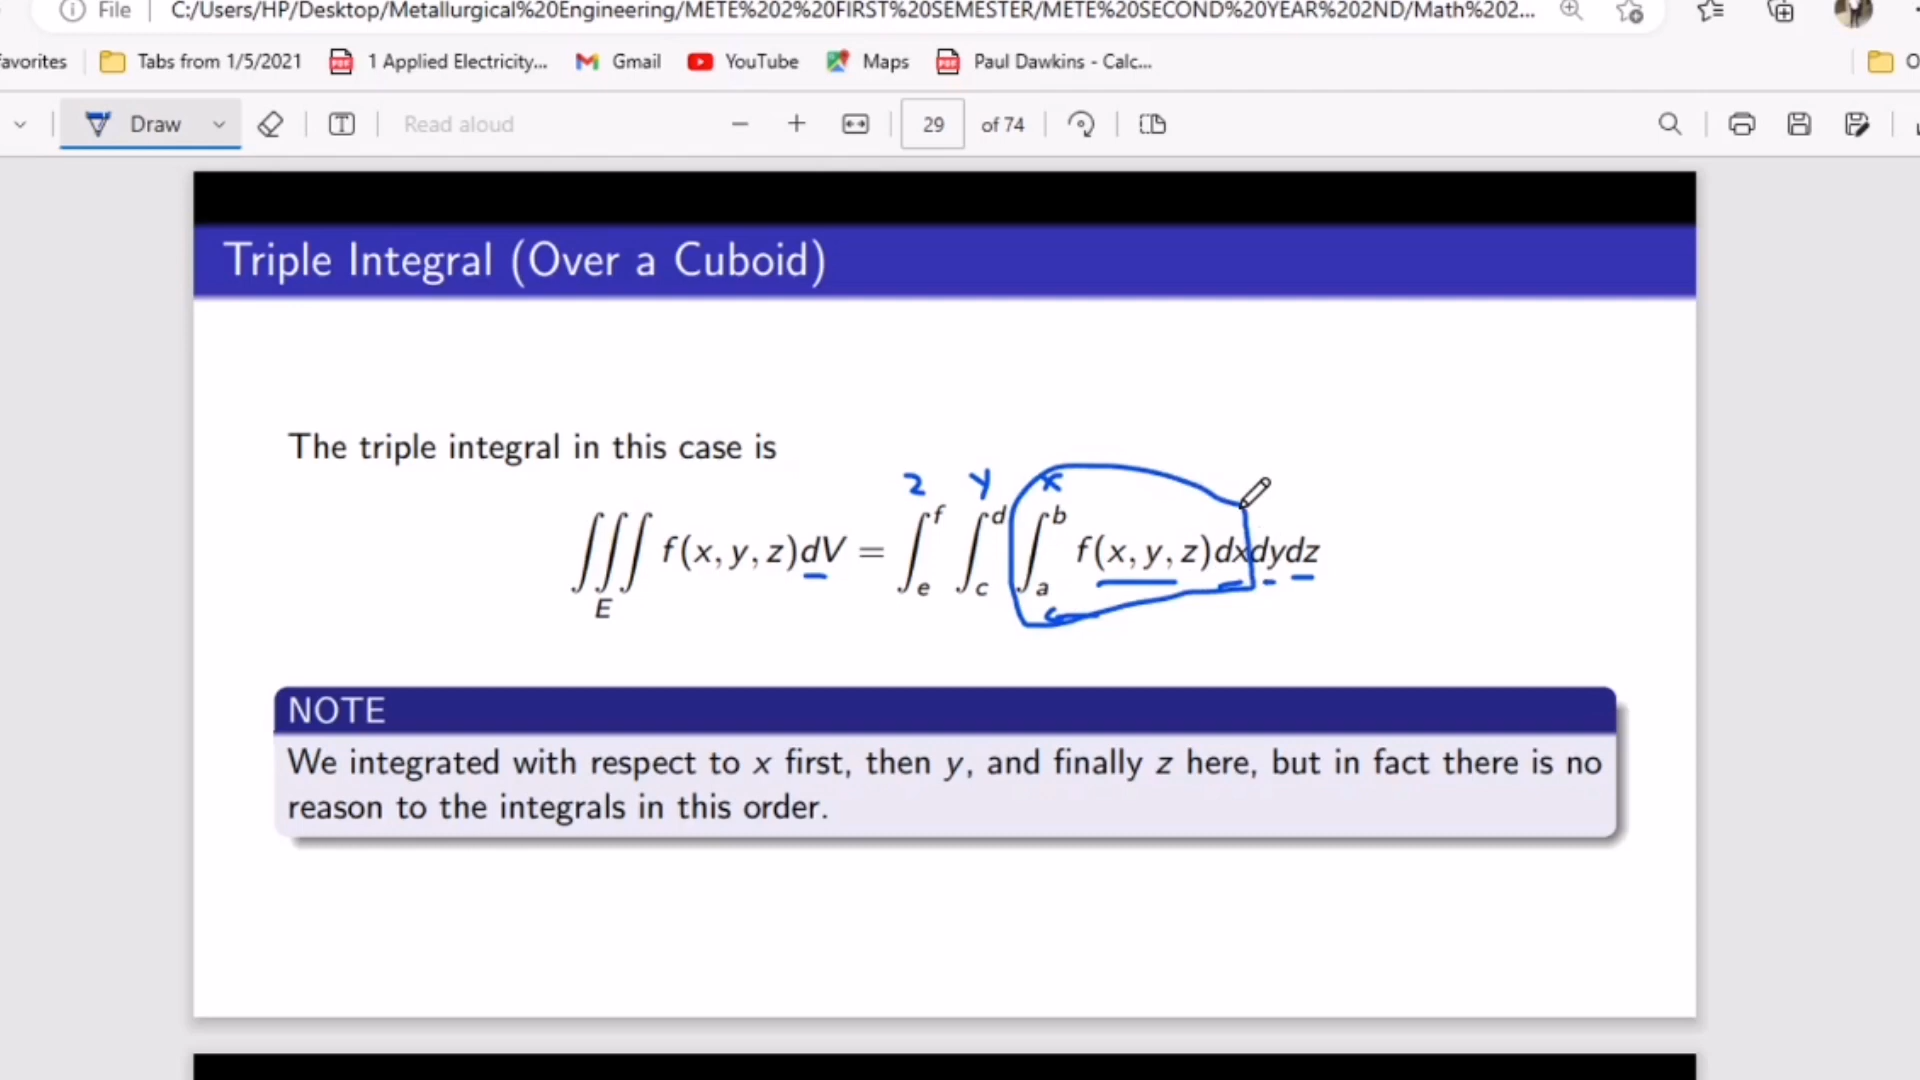 File C:/Users/HP/Desktop/Metallurgical%20Engineering/METE%202%20FIRST%20SEMESTER/METE%20SECOND%20YEAR%202ND/Math%202...
avorites Tabs from 1/5/2021 1 Applied Electricity... Gmail YouTube Maps Paul Dawkins - Calc... O
Draw Read aloud 29 of 74
Triple Integral (Over a Cuboid)
The triple integral in this case is
z y x
∭_E f(x, y, z)dV = ∫_e^f ∫_c^d ∫_a^b f(x, y, z)dxdydz
NOTE
We integrated with respect to x first, then y, and finally z here, but in fact there is no
reason to the integrals in this order.